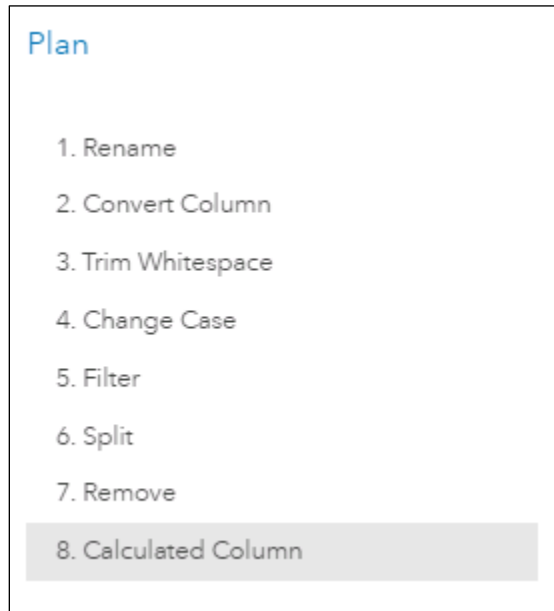 Plan
1. Rename
2. Convert Column
3. Trim Whitespace
4. Change Case
5. Filter
6. Split
7. Remove
8. Calculated Column